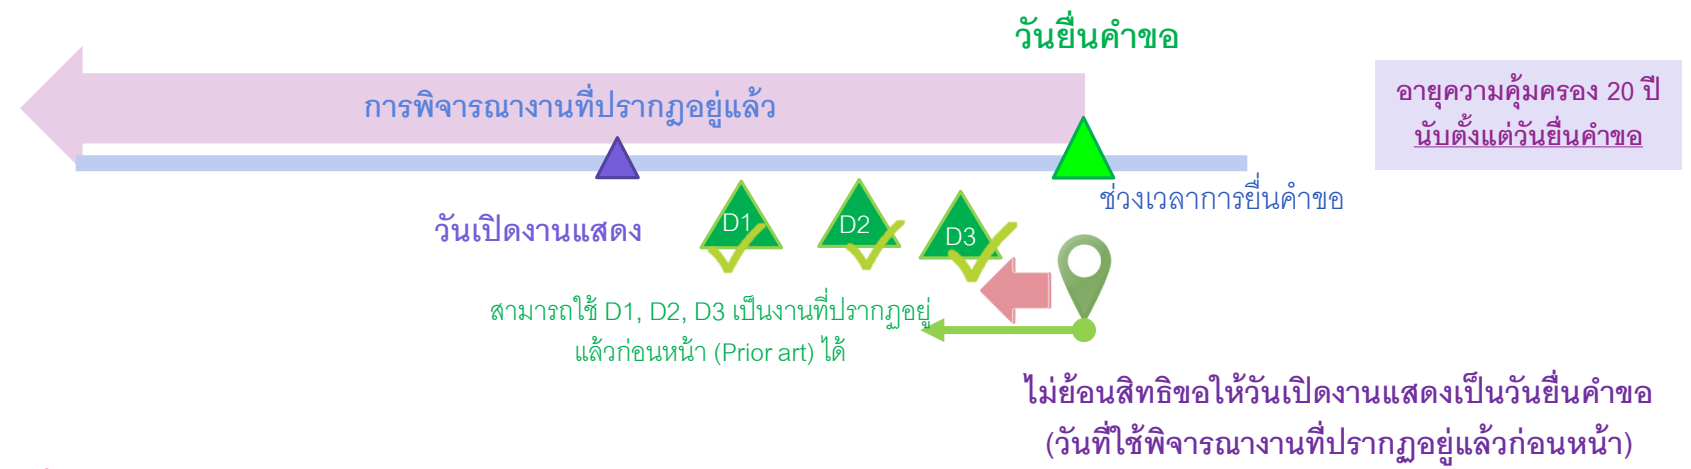 วันยื่นคำขอ
การพิจารณางานที่ปรากฏอยู่แล้ว
อายุความคุ้มครอง 20 ปี
นับตั้งแต่วันยื่นคำขอ
ช่วงเวลาการยื่นคำขอ
วันเปิดงานแสดง
D1
D2
D3
สามารถใช้ D1, D2, D3 เป็นงานที่ปรากฏอยู่
แล้วก่อนหน้า (Prior art) ได้
ไม่ย้อนสิทธิขอให้วันเปิดงานแสดงเป็นวันยื่นคำขอ
(วันที่ใช้พิจารณางานที่ปรากฏอยู่แล้วก่อนหน้า)